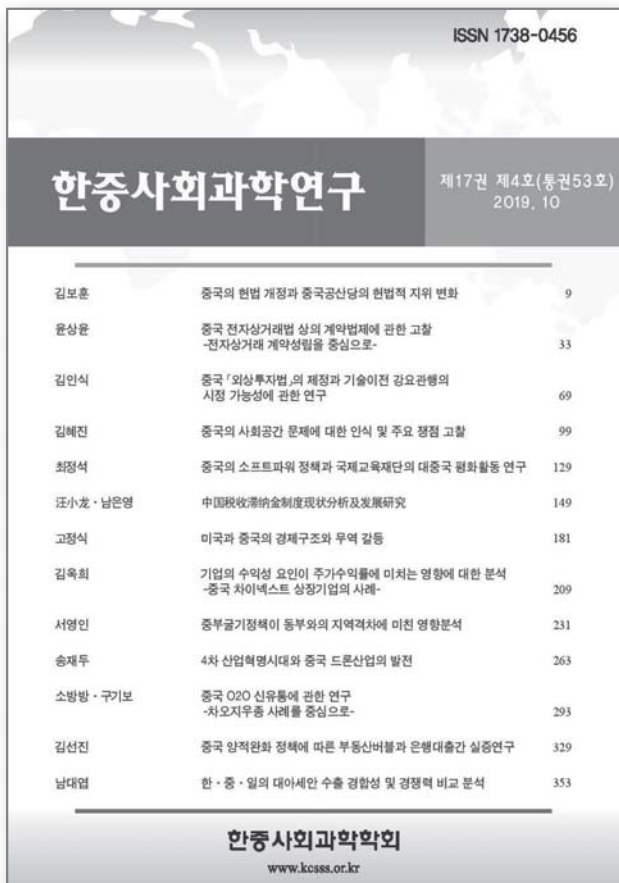 ISSN 1738-0456
한중사회과학연구
제17권 제4호(통권53호)
2019. 10
김보훈 중국의 헌법 개정과 중국공산당의 헌법적 지위 변화 9
윤상윤 중국 전자상거래법 상의 계약법제에 관한 고찰
-전자상거래 계약성립을 중심으로- 33
김인식 중국 「외상투자법」의 제정과 기술이전 강요관행의
시정 가능성에 관한 연구 69
김혜진 중국의 사회공간 문제에 대한 인식 및 주요 쟁점 고찰 99
최정석 중국의 소프트파워 정책과 국제교육재단의 대중국 평화활동 연구 129
汪小龙・남은영 中国税收滞纳金制度现状分析及发展研究 149
고정식 미국과 중국의 경제구조와 무역 갈등 181
김옥희 기업의 수익성 요인이 주가수익률에 미치는 영향에 대한 분석
-중국 차이넥스트 상장기업의 사례- 209
서영인 중부굴기정책이 동부와의 지역격차에 미친 영향분석 231
송재두 4차 산업혁명시대와 중국 드론산업의 발전 263
소방방・구기보 중국 O2O 신유통에 관한 연구
-차오지우종 사례를 중심으로- 293
김선진 중국 양적완화 정책에 따른 부동산버블과 은행대출간 실증연구 329
남대엽 한・중・일의 대아세안 수출 경합성 및 경쟁력 비교 분석 353
한중사회과학학회
www.kcsss.or.kr